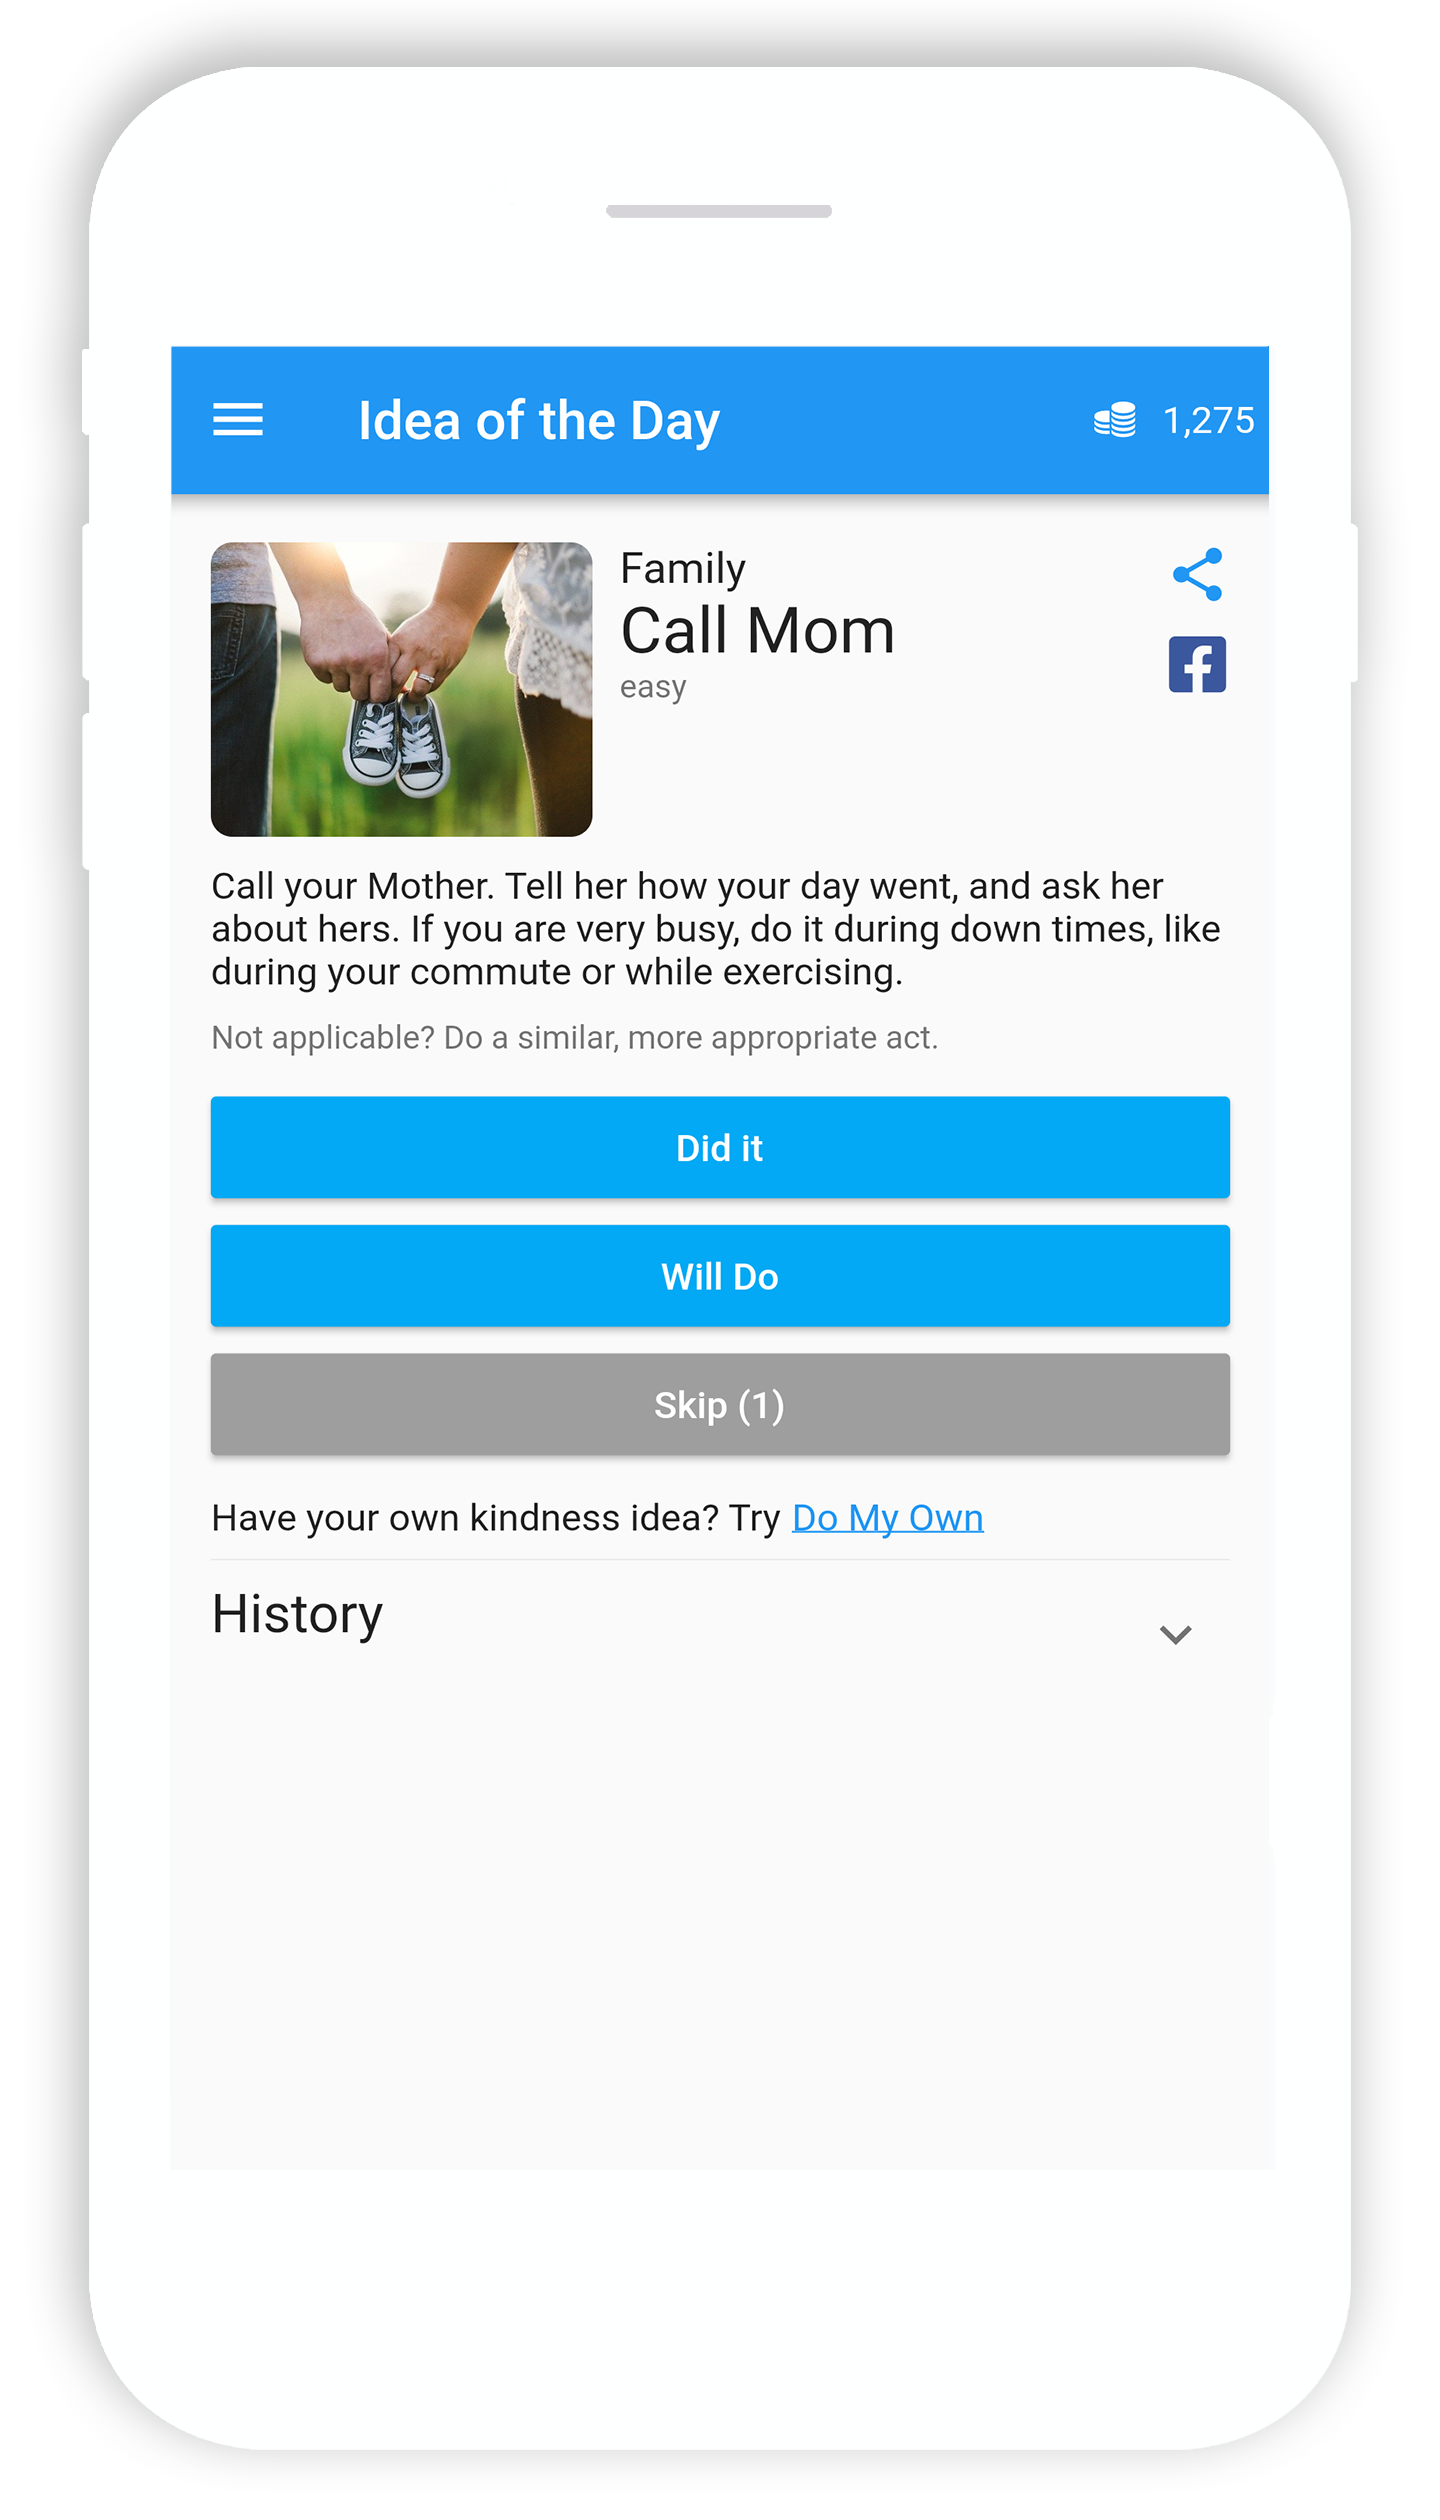 Idea of the Day
1,275
Family
Call Mom
easy
Call your Mother. Tell her how your day went, and ask her
about hers. If you are very busy, do it during down times, like
during your commute or while exercising.
Not applicable? Do a similar, more appropriate act.
Did it
Will Do
Skip (1)
Have your own kindness idea? Try Do My Own
History